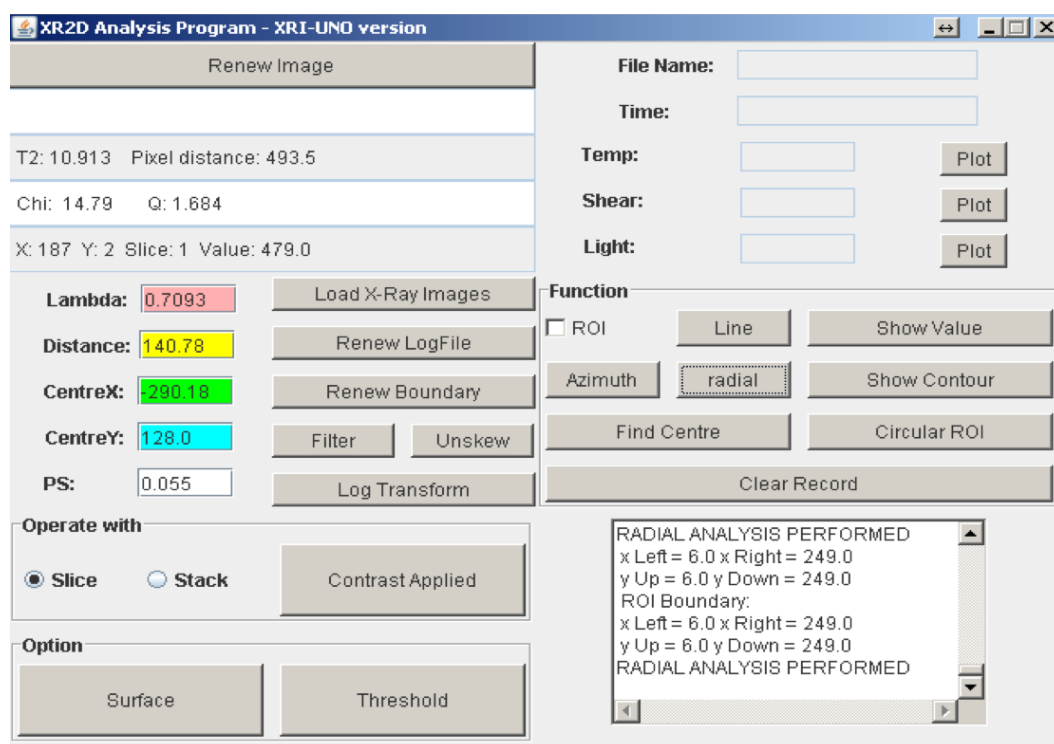 XR2D Analysis Program - XRI-UNO version
Renew Image
T2: 10.913 Pixel distance: 493.5
Chi: 14.79 Q: 1.684
X: 187 Y: 2 Slice: 1 Value: 479.0
File Name:
Time:
Temp: Plot
Shear: Plot
Light: Plot
Lambda: 0.7093
Distance: 140.78
CentreX: -290.18
CentreY: 128.0
PS: 0.055
Load X-Ray Images
Renew LogFile
Renew Boundary
Filter Unskew
Log Transform
Function
ROI Line Show Value
Azimuth radial Show Contour
Find Centre Circular ROI
Clear Record
Operate with
Slice Stack Contrast Applied
Option
Surface Threshold
RADIAL ANALYSIS PERFORMED
x Left = 6.0 x Right = 249.0
y Up = 6.0 y Down = 249.0
ROI Boundary:
x Left = 6.0 x Right = 249.0
y Up = 6.0 y Down = 249.0
RADIAL ANALYSIS PERFORMED